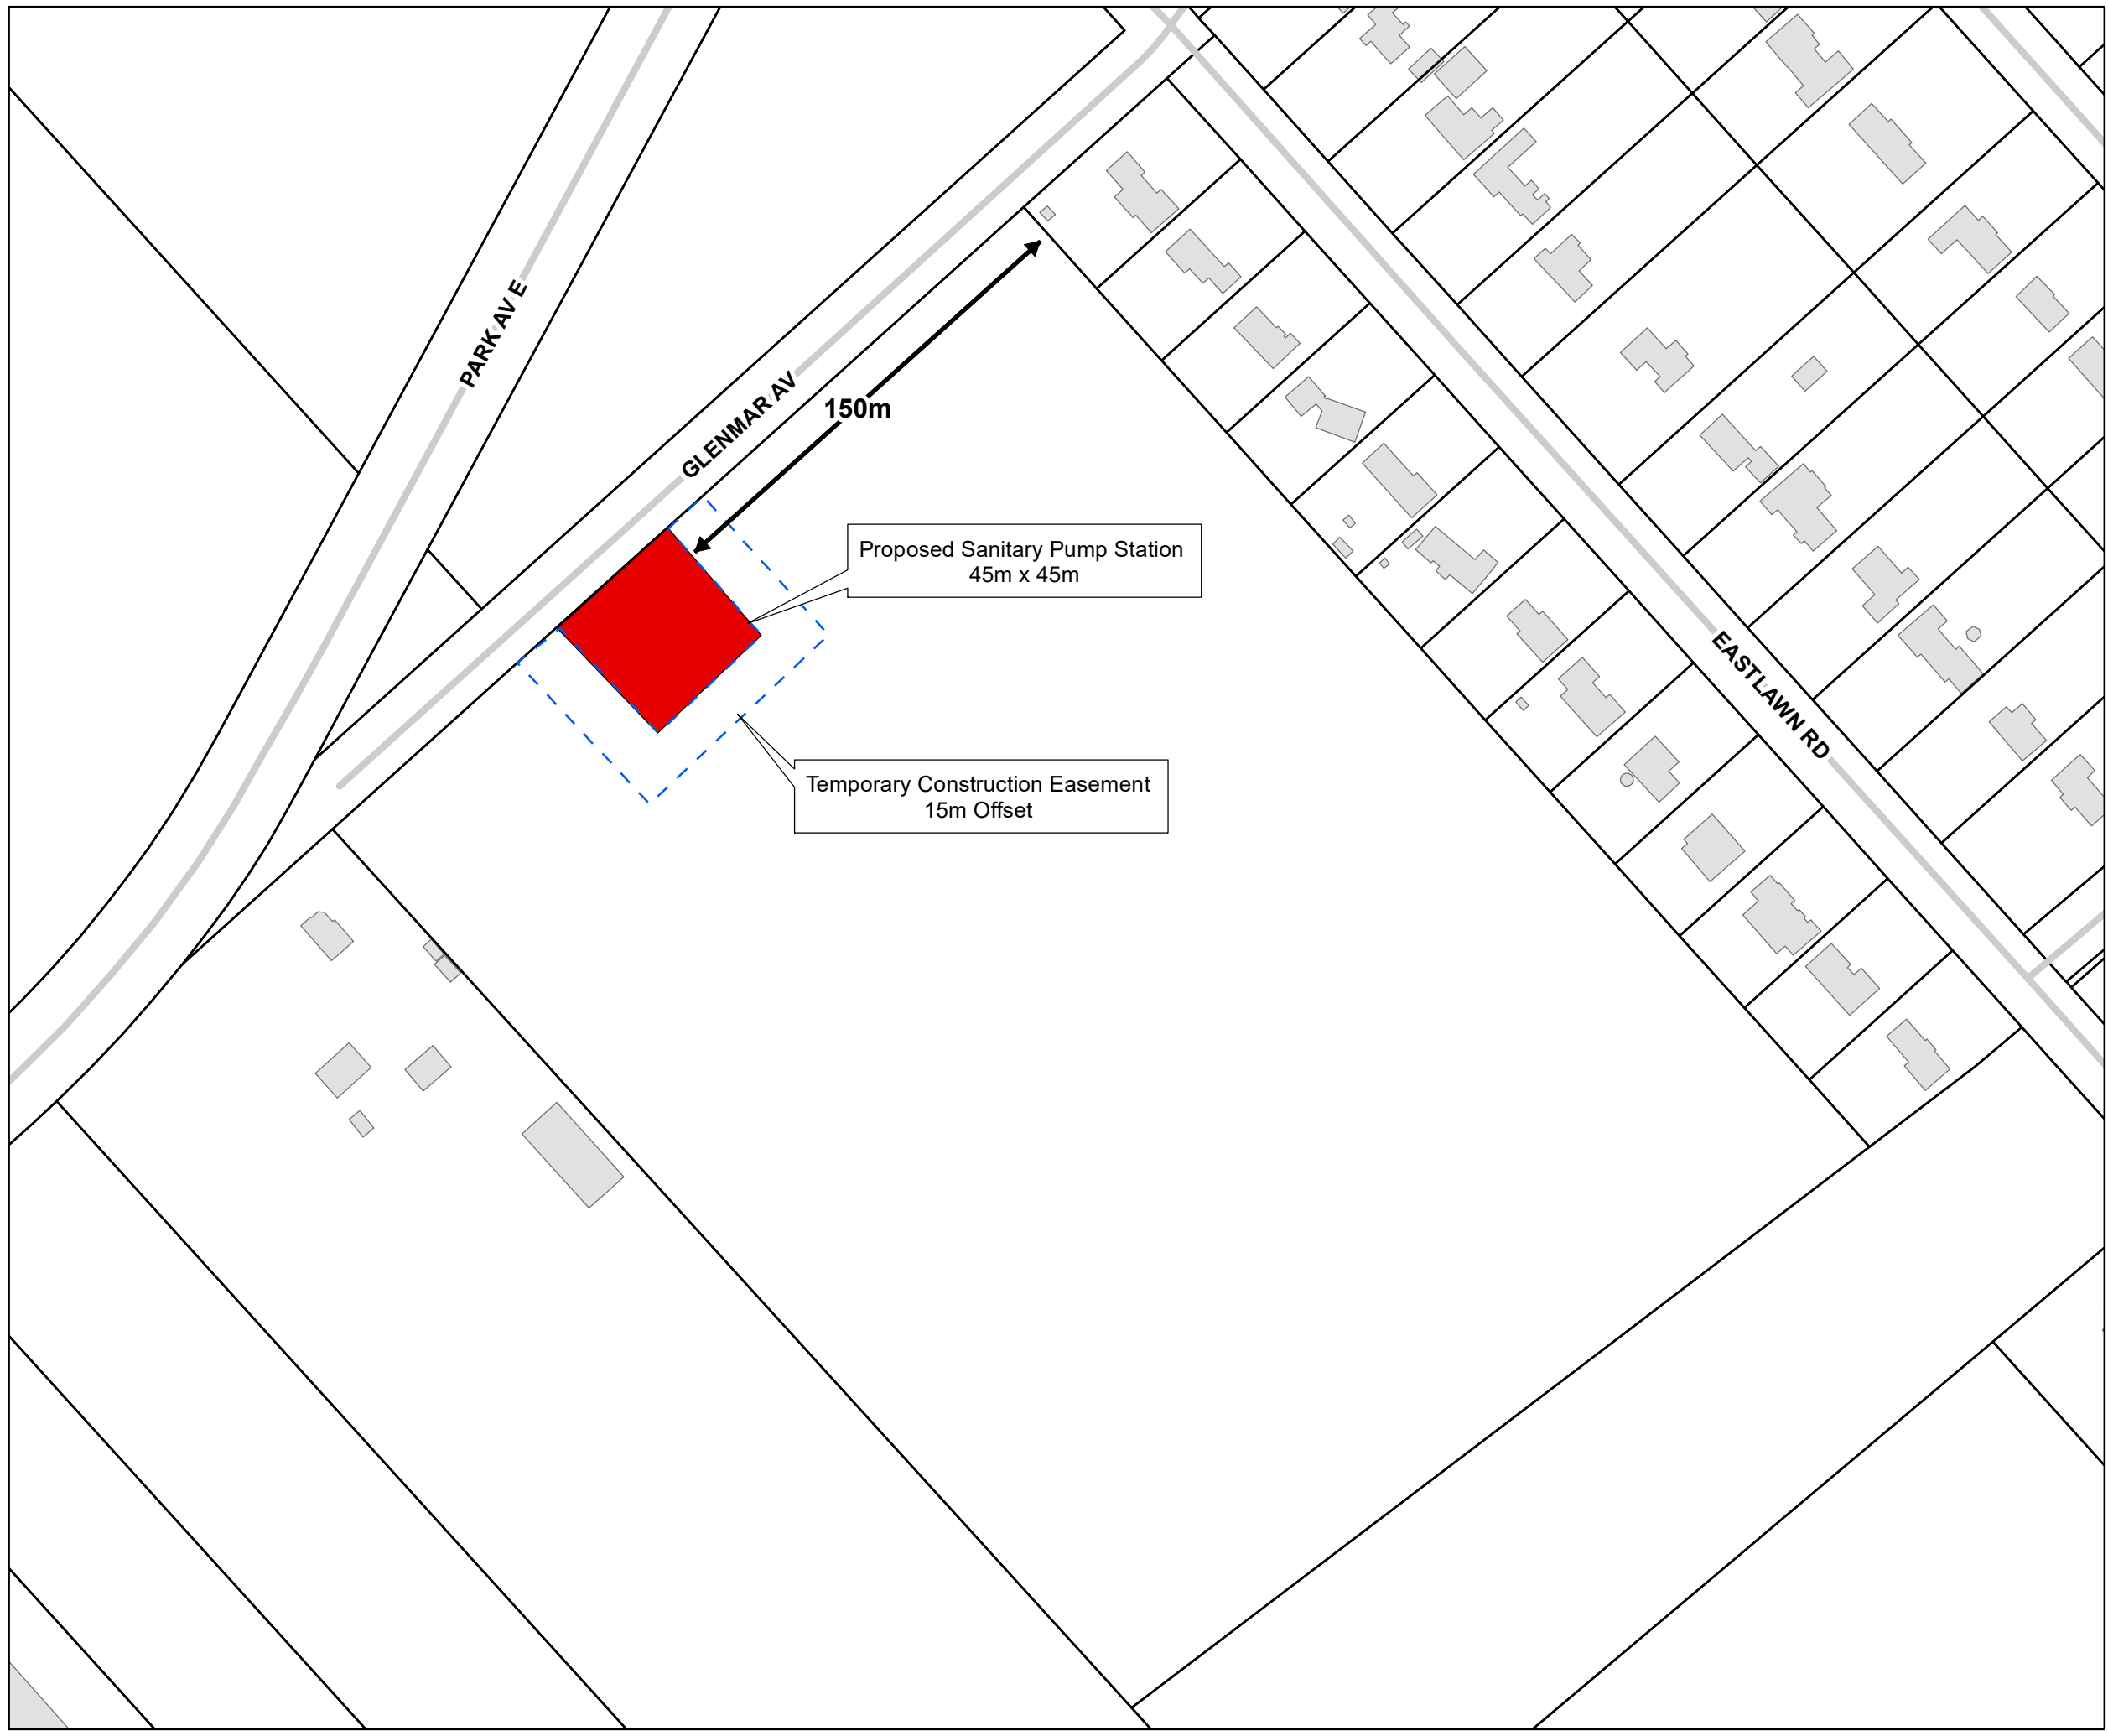 PARK AV E
GLENMAR AV
150m
Proposed Sanitary Pump Station
45m x 45m
EASTLAWN RD
Temporary Construction Easement
15m Offset